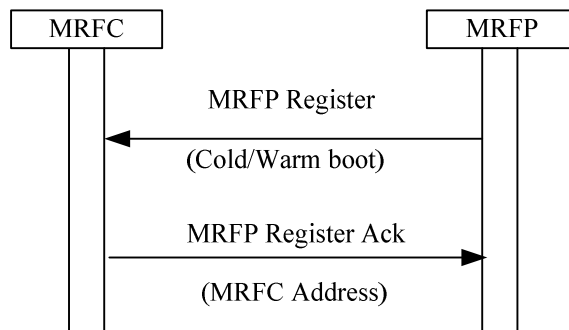 MRFC
MRFP
MRFP Register
(Cold/Warm boot)
MRFP Register Ack
(MRFC Address)